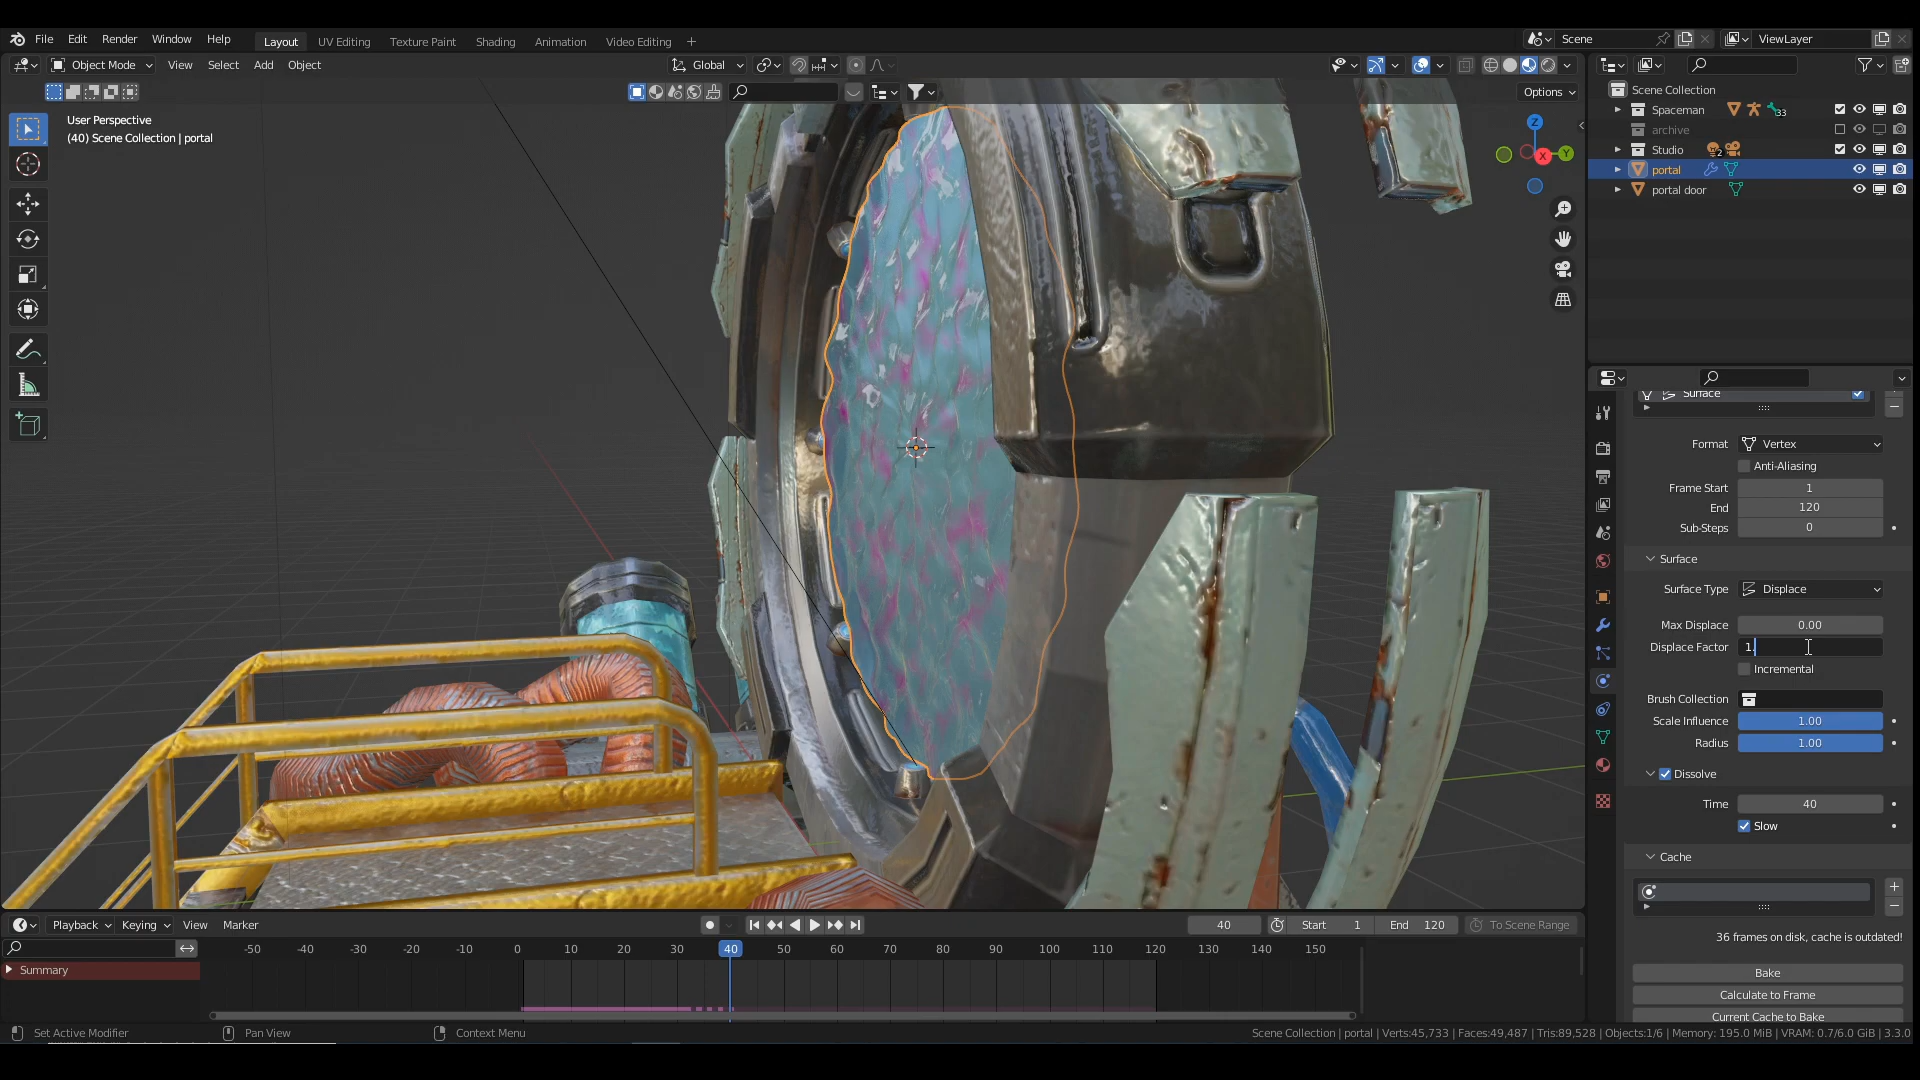 File Edit Render Window Help Layout UV Editing Texture Paint Shading Animation Video Editing + Scene ViewLayer
Object Mode View Select Add Object Global
Options
User Perspective
(40) Scene Collection | portal
Z
X
Y
Scene Collection
Spaceman 33
archive
Studio 2
portal
portal door
Surface
Format Vertex
Anti-Aliasing
Frame Start 1
End 120
Sub-Steps 0
Surface
Surface Type Displace
Max Displace 0.00
Displace Factor 1.
Incremental
Brush Collection
Scale Influence 1.00
Radius 1.00
Dissolve
Time 40
Slow
Cache
36 frames on disk, cache is outdated!
Bake
Calculate to Frame
Current Cache to Bake
Playback Keying View Marker 40 Start 1 End 120 To Scene Range
-50 -40 -30 -20 -10 0 10 20 30 40 50 60 70 80 90 100 110 120 130 140 150
Summary
Set Active Modifier Pan View Context Menu Scene Collection | portal | Verts:45,733 | Faces:49,487 | Tris:89,528 | Objects:1/6 | Memory: 195.0 MiB | VRAM: 0.7/6.0 GiB | 3.3.0